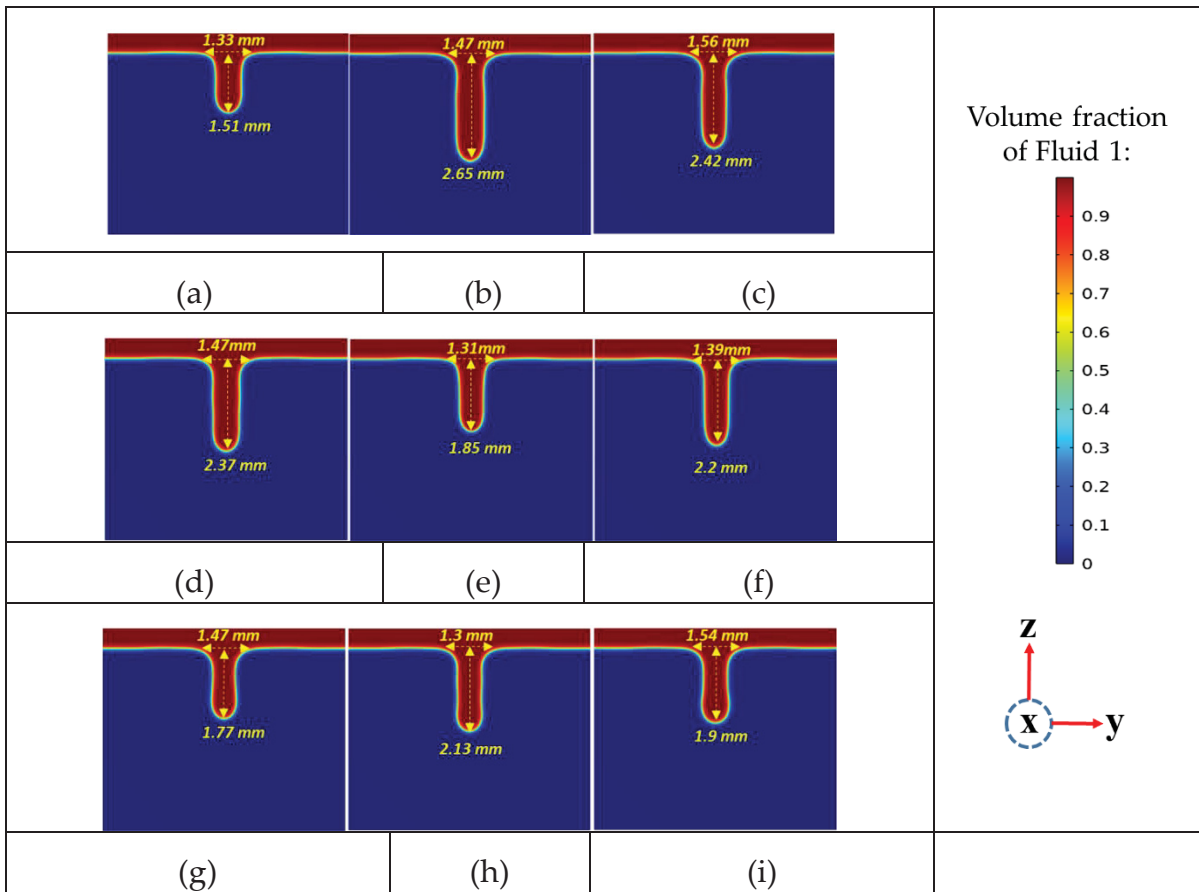 1.33 mm 1.47 mm 1.56 mm
1.51 mm
2.65 mm
2.42 mm
(a) (b) (c)
1.47mm 1.31mm 1.39mm
2.37 mm
1.85 mm
2.2 mm
(d) (e) (f)
1.47 mm 1.3 mm 1.54 mm
1.77 mm
2.13 mm
1.9 mm
(g) (h) (i)
Volume fraction
of Fluid 1:
0.9
0.8
0.7
0.6
0.5
0.4
0.3
0.2
0.1
0
z
x y